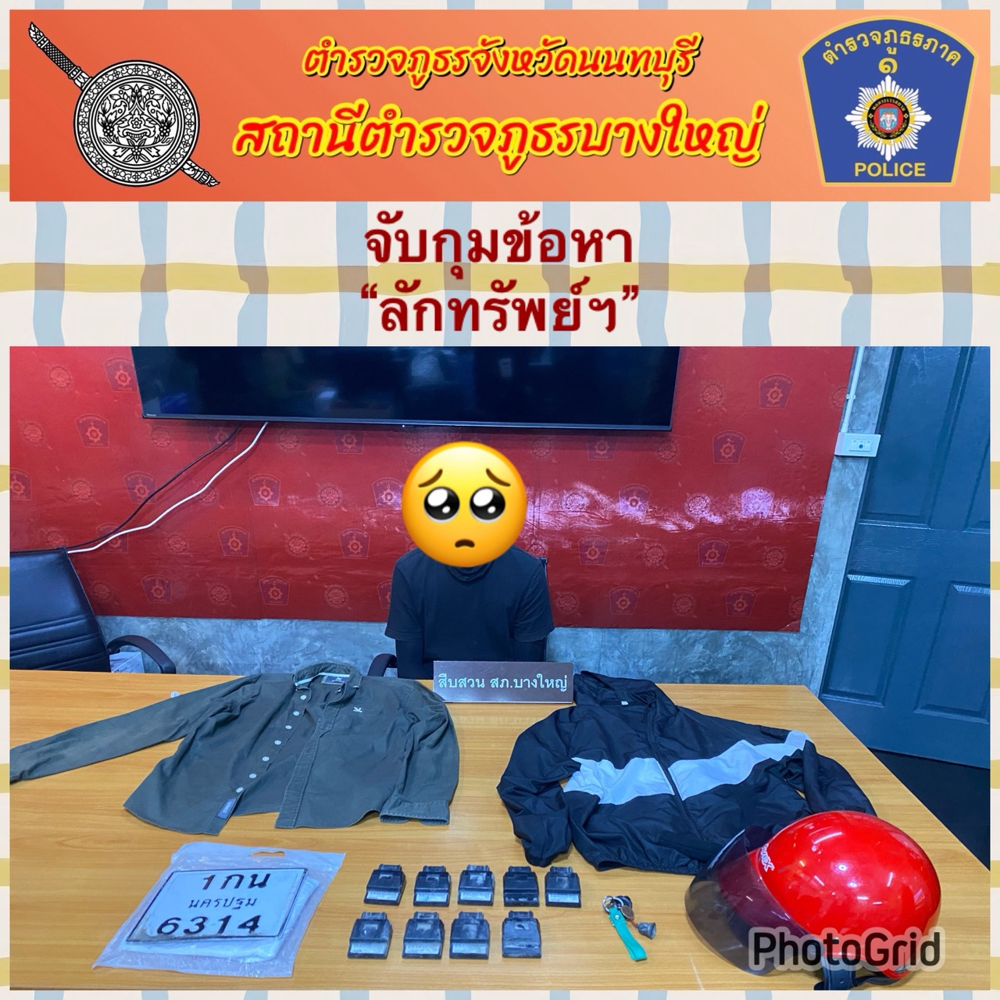 ตำรวจภูธรจังหวัดนนทบุรี
สถานีตำรวจภูธรบางใหญ่
ตำรวจภูธรภาค
๑
POLICE
จับกุมข้อหา
“ลักทรัพย์ฯ”
สืบสวน สภ.บางใหญ่
1กน
นครปฐม
6314
PhotoGrid